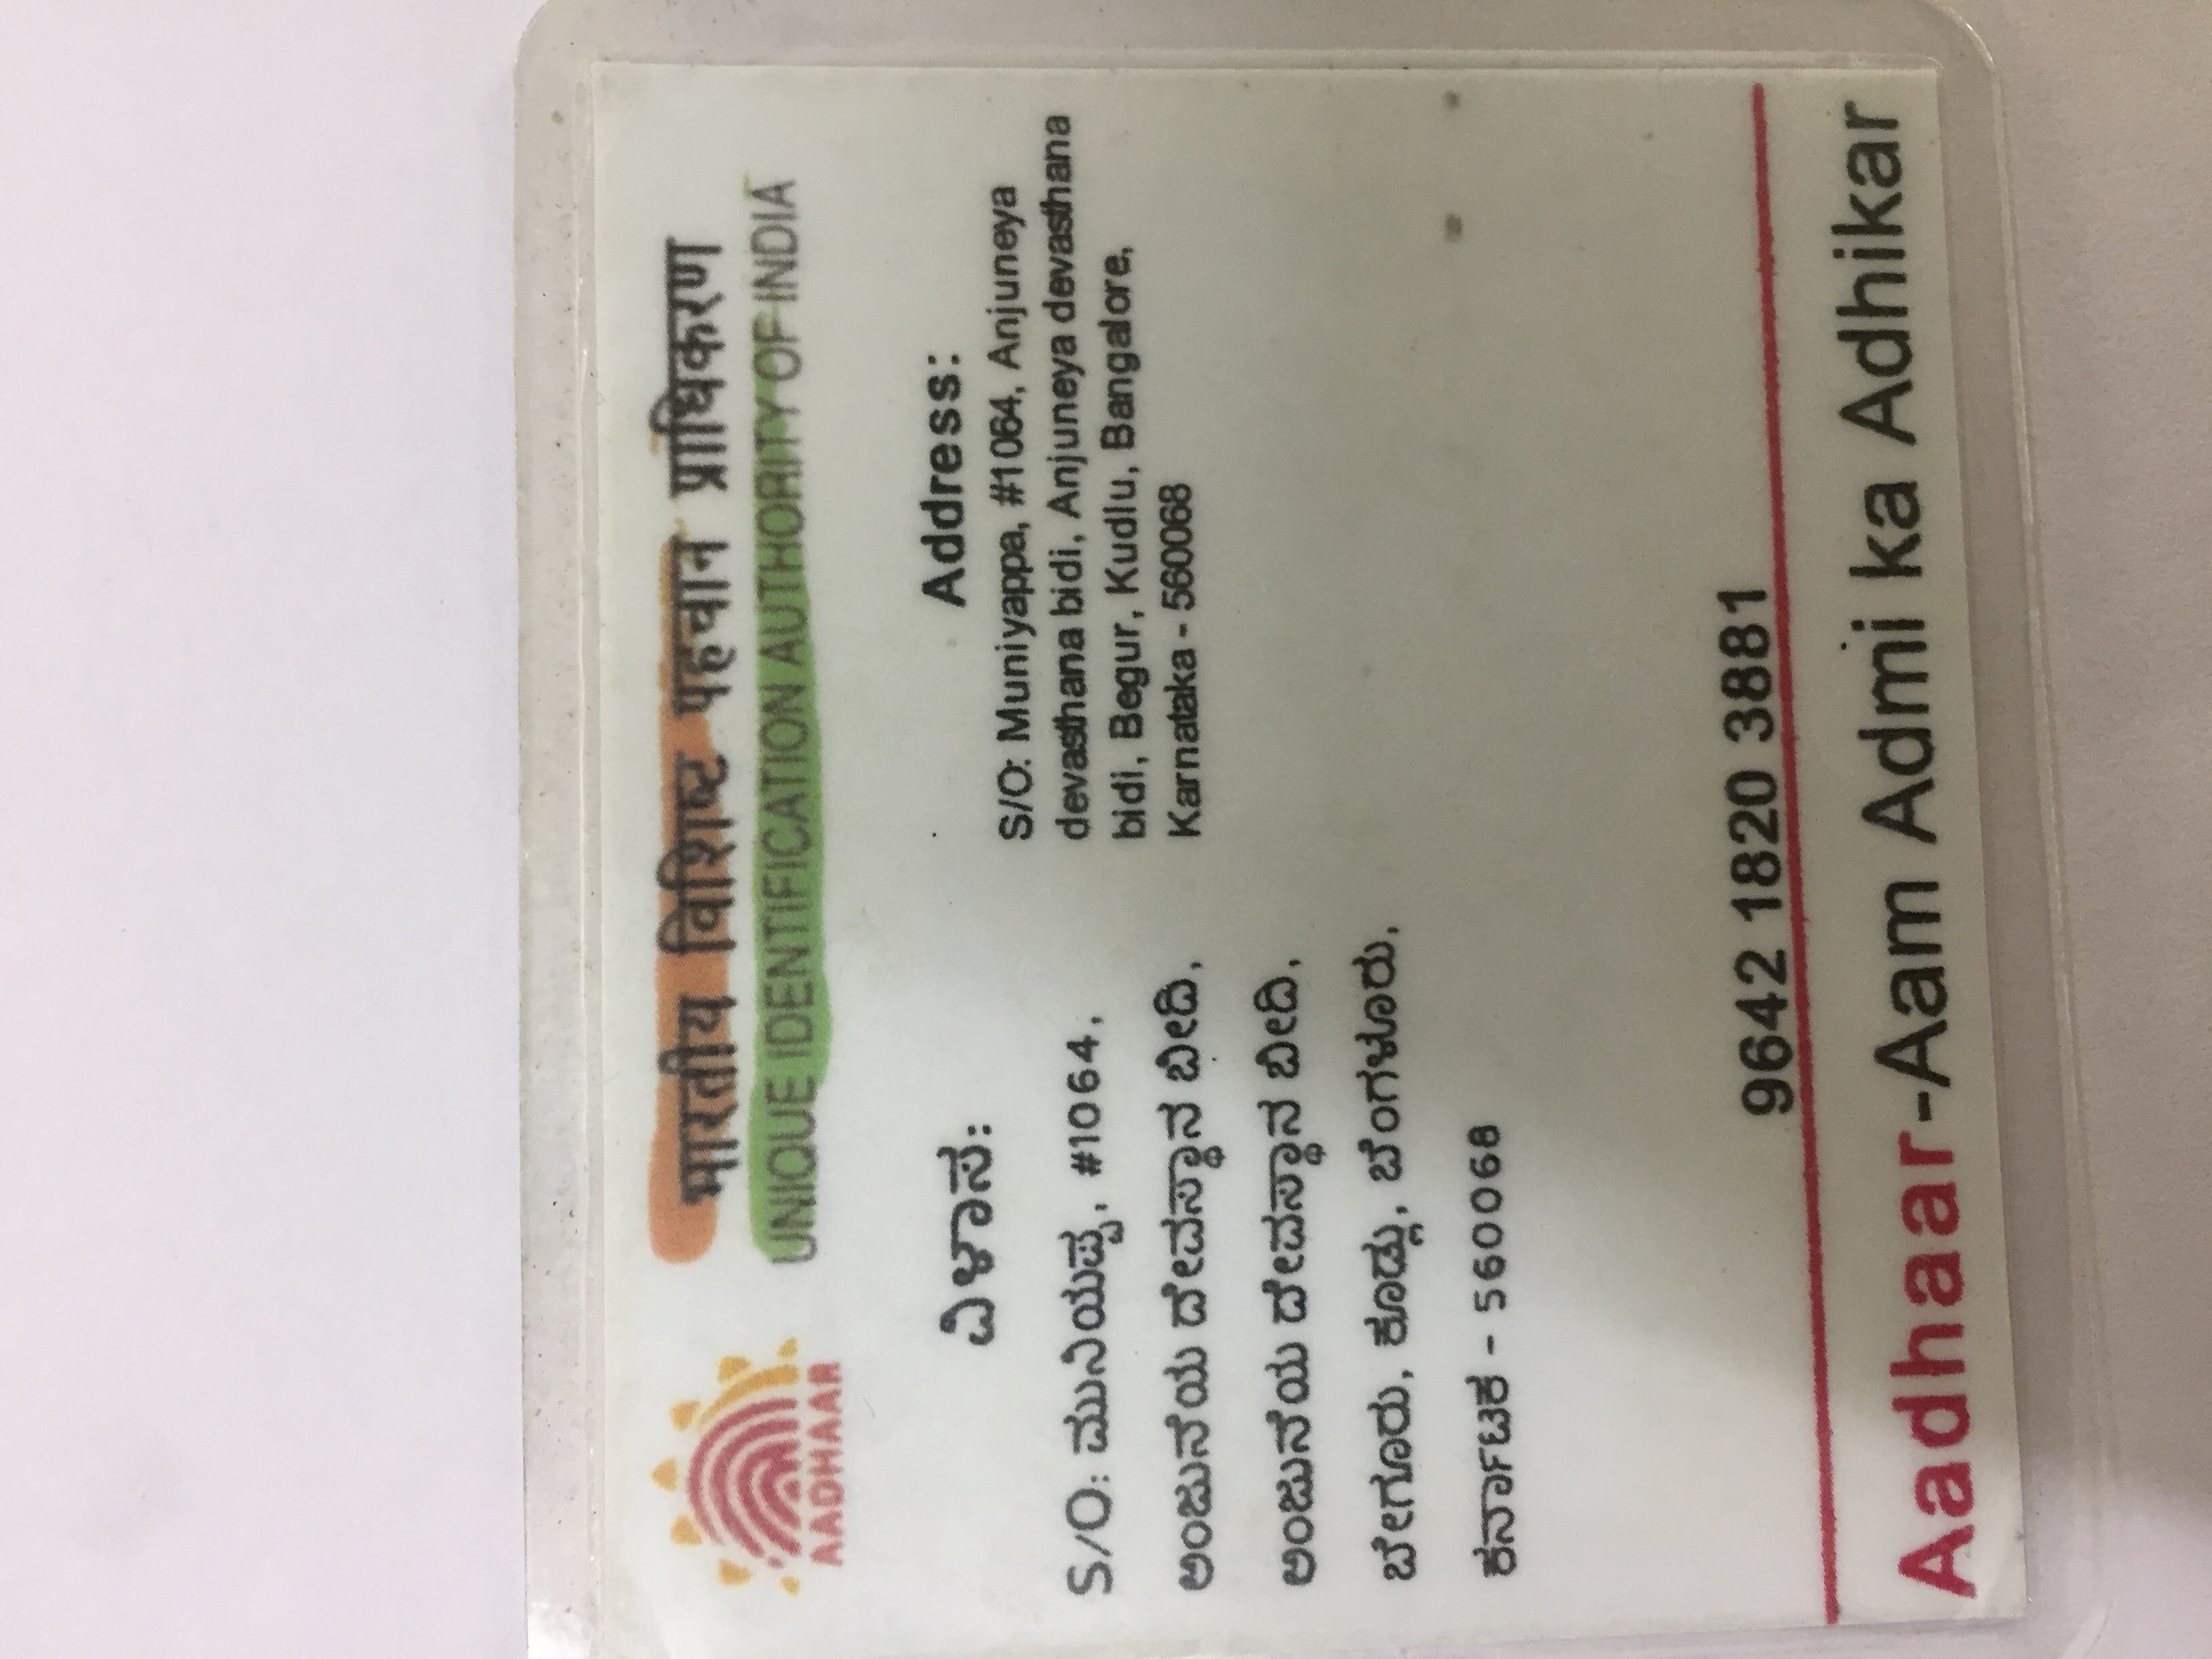 भारतीय विशिष्ट पहचान प्राधिकरण
UNIQUE IDENTIFICATION AUTHORITY OF INDIA
AADHAAR
ವಿಳಾಸ:
S/O: ಮುನಿಯಪ್ಪ, #1064,
ಅಂಜುನೆಯ ದೇವಸ್ಥಾನ ಬೀದಿ,
ಅಂಜುನೆಯ ದೇವಸ್ಥಾನ ಬೀದಿ,
ಬೇಗೂರು, ಕೂಡ್ಲು, ಬೆಂಗಳೂರು,
ಕರ್ನಾಟಕ - 560068
Address:
S/O: Muniyappa, #1064, Anjuneya
devasthana bidi, Anjuneya devasthana
bidi, Begur, Kudlu, Bangalore,
Karnataka - 560068
9642 1820 3881
Aadhaar-Aam Admi ka Adhikar